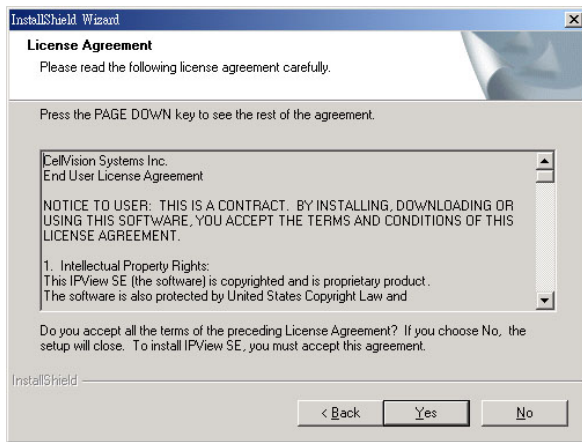 InstallShield Wizard
License Agreement
Please read the following license agreement carefully.
Press the PAGE DOWN key to see the rest of the agreement.
CellVision Systems Inc.
End User License Agreement
NOTICE TO USER:  THIS IS A CONTRACT.  BY INSTALLING, DOWNLOADING OR
USING THIS SOFTWARE, YOU ACCEPT THE TERMS AND CONDITIONS OF THIS
LICENSE AGREEMENT.
1.  Intellectual Property Rights:
This IPView SE (the software) is copyrighted and is proprietary product .
The software is also protected by United States Copyright Law and
Do you accept all the terms of the preceding License Agreement?  If you choose No,  the
setup will close.  To install IPView SE, you must accept this agreement.
InstallShield
< Back
Yes
No